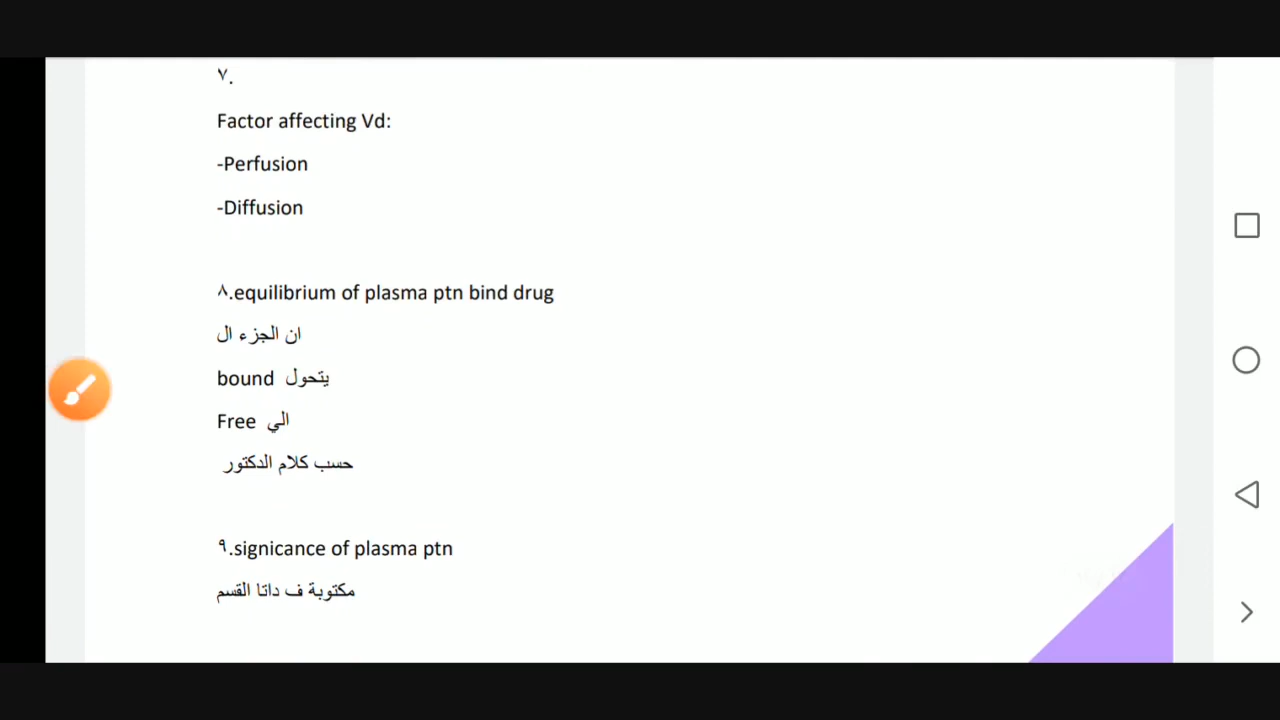 ٧.
Factor affecting Vd:
-Perfusion
-Diffusion
٨.equilibrium of plasma ptn bind drug
ان الجزء ال
bound يتحول
Free الي
حسب كلام الدكتور
٩.signicance of plasma ptn
مكتوبة ف داتا القسم